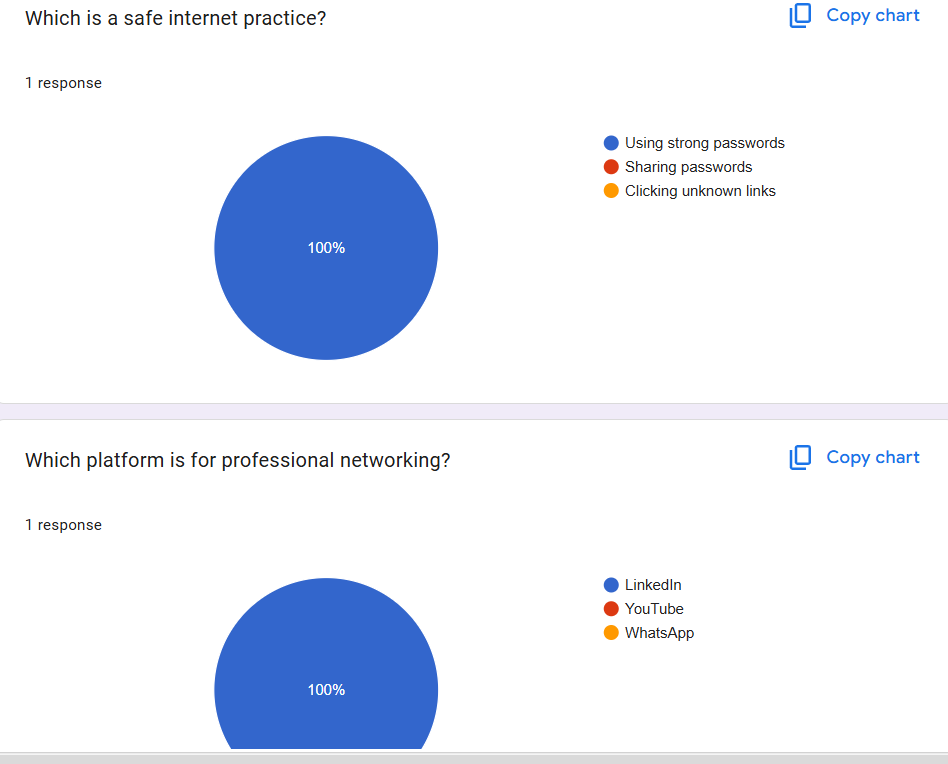 Which is a safe internet practice?
Copy chart
1 response
100%
Using strong passwords
Sharing passwords
Clicking unknown links
Which platform is for professional networking?
Copy chart
1 response
100%
LinkedIn
YouTube
WhatsApp